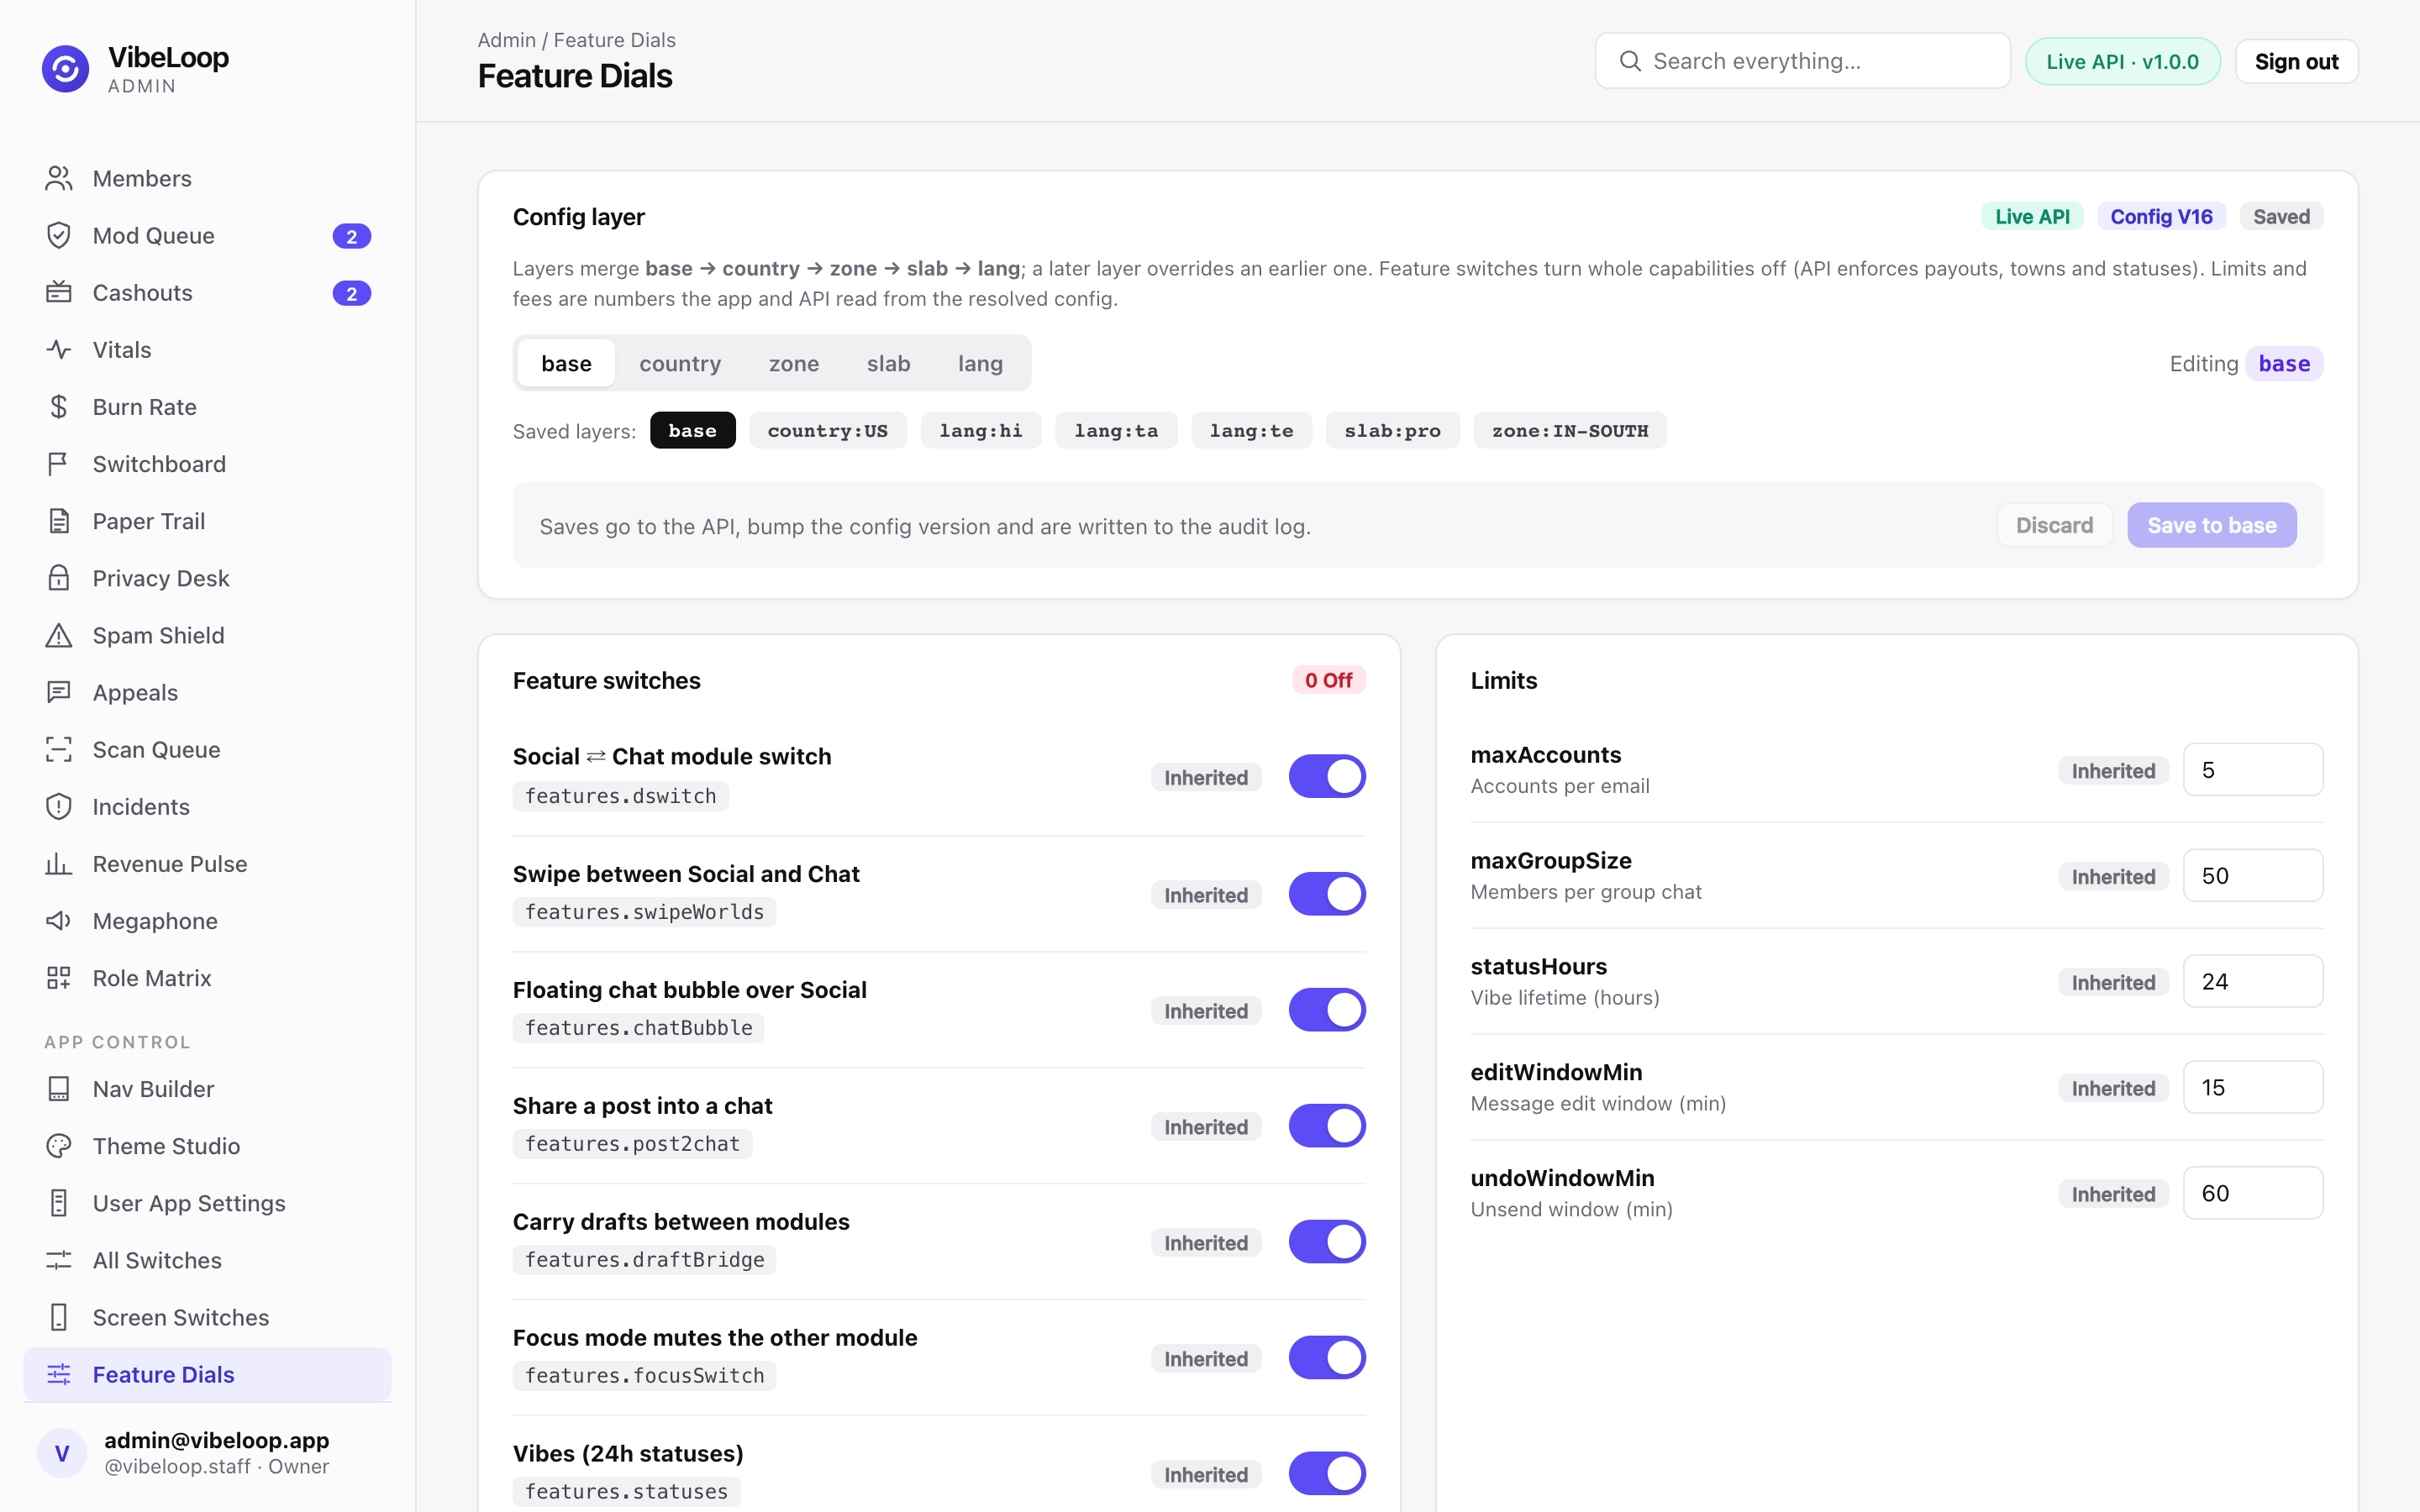 VibeLoop
ADMIN
Members
Mod Queue 2
Cashouts 2
Vitals
Burn Rate
Switchboard
Paper Trail
Privacy Desk
Spam Shield
Appeals
Scan Queue
Incidents
Revenue Pulse
Megaphone
Role Matrix
APP CONTROL
Nav Builder
Theme Studio
User App Settings
All Switches
Screen Switches
Feature Dials
V
admin@vibeloop.app
@vibeloop.staff · Owner
Admin / Feature Dials
Feature Dials
Search everything...
Live API · v1.0.0
Sign out
Config layer
Live API
Config V16
Saved
Layers merge base → country → zone → slab → lang; a later layer overrides an earlier one. Feature switches turn whole capabilities off (API enforces payouts, towns and statuses). Limits and
fees are numbers the app and API read from the resolved config.
base country zone slab lang
Editing base
Saved layers: base country:US lang:hi lang:ta lang:te slab:pro zone:IN-SOUTH
Saves go to the API, bump the config version and are written to the audit log.
Discard
Save to base
Feature switches
0 Off
Social ⇄ Chat module switch
features.dswitch
Inherited
Swipe between Social and Chat
features.swipeWorlds
Inherited
Floating chat bubble over Social
features.chatBubble
Inherited
Share a post into a chat
features.post2chat
Inherited
Carry drafts between modules
features.draftBridge
Inherited
Focus mode mutes the other module
features.focusSwitch
Inherited
Vibes (24h statuses)
features.statuses
Inherited
Limits
maxAccounts
Accounts per email
Inherited
5
maxGroupSize
Members per group chat
Inherited
50
statusHours
Vibe lifetime (hours)
Inherited
24
editWindowMin
Message edit window (min)
Inherited
15
undoWindowMin
Unsend window (min)
Inherited
60